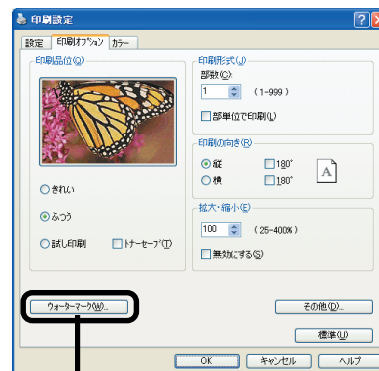 印刷設定
設定 印刷オプション カラー
印刷品位(Q)
きれい
ふつう
試し印刷 トナーセーブ(T)
ウォーターマーク(W)...
印刷形式(J)
部数(C):
1 (1-999)
部単位で印刷(L)
印刷の向き(R)
縦 180°
横 180°
A
拡大・縮小(E)
100 (25-400%)
無効にする(S)
その他(D)...
標準(U)
OK キャンセル ヘルプ